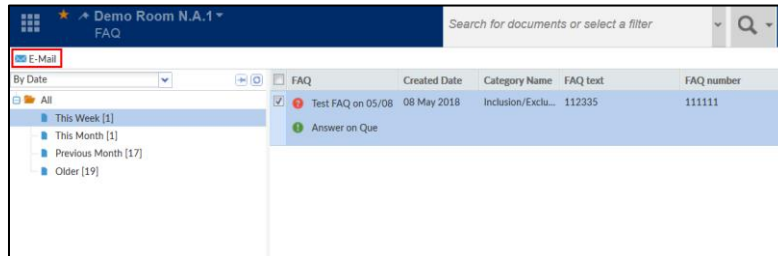 Demo Room N.A.1
FAQ
Search for documents or select a filter
E-Mail
By Date
All
This Week [1]
This Month [1]
Previous Month [17]
Older [19]
FAQ Created Date Category Name FAQ text FAQ number
Test FAQ on 05/08 08 May 2018 Inclusion/Exclu... 112335 111111
Answer on Que